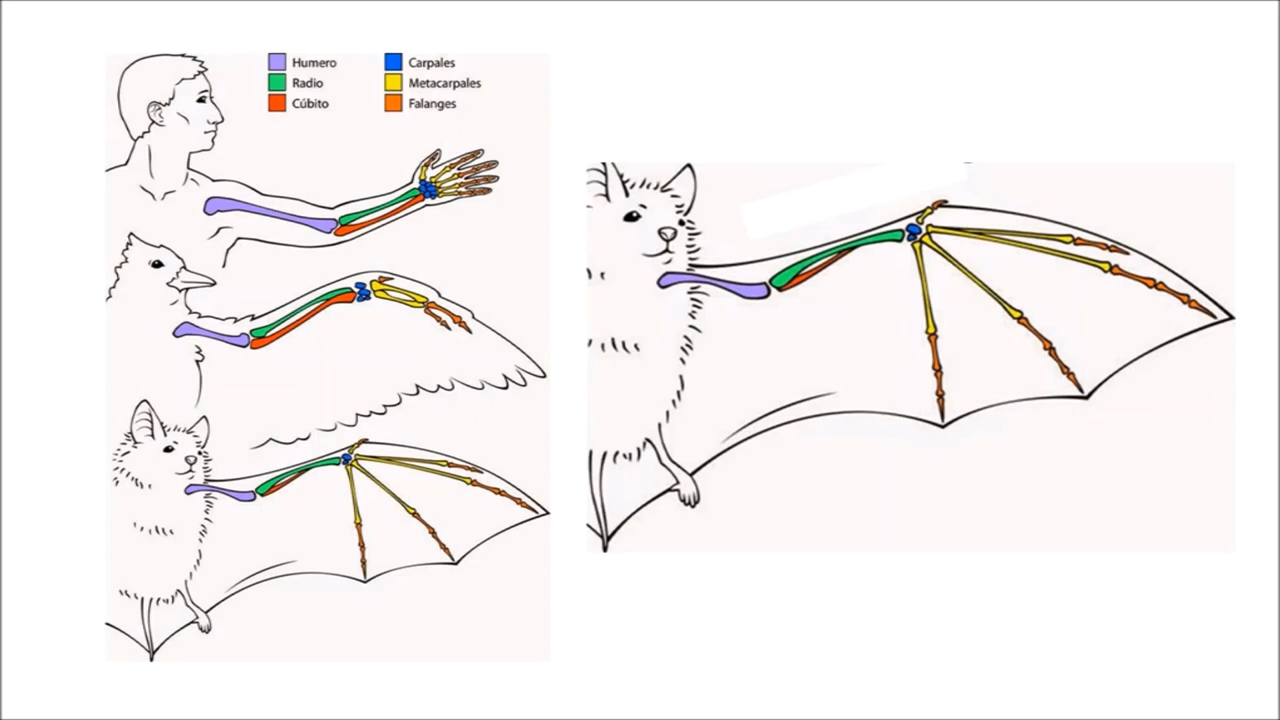 Humero
Carpales
Radio
Metacarpales
Cúbito
Falanges